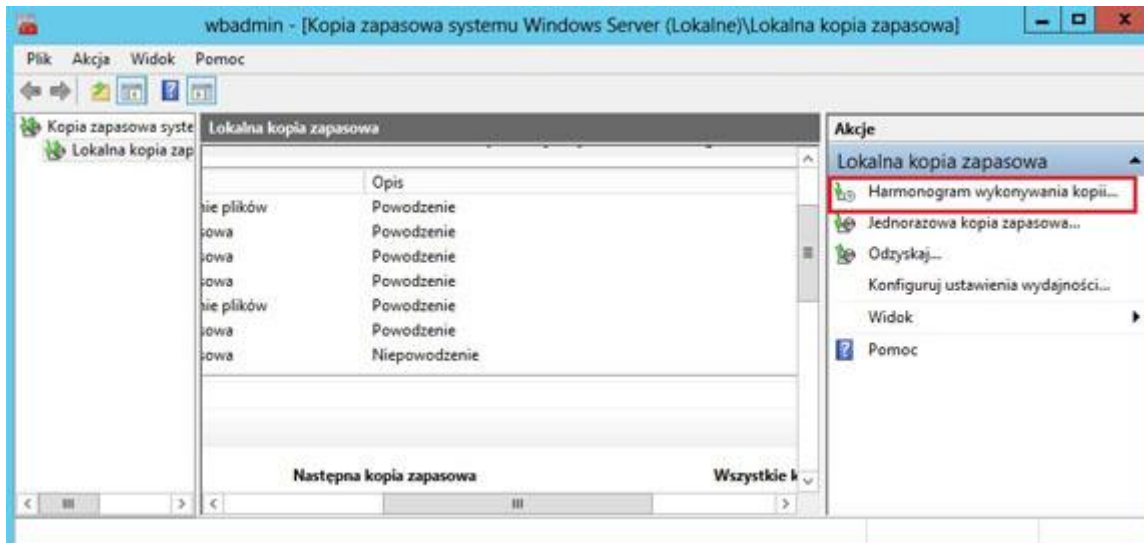 wbadmin - [Kopia zapasowa systemu Windows Server (Lokalne)\Lokalna kopia zapasowa]
Plik Akcja Widok Pomoc
Kopia zapasowa syste
Lokalna kopia zap
Lokalna kopia zapasowa
Opis
nie plików Powodzenie
sowa Powodzenie
sowa Powodzenie
sowa Powodzenie
nie plików Powodzenie
sowa Powodzenie
sowa Niepowodzenie
Następna kopia zapasowa Wszystkie k
Akcje
Lokalna kopia zapasowa
Harmonogram wykonywania kopii...
Jednorazowa kopia zapasowa...
Odzyskaj...
Konfiguruj ustawienia wydajności...
Widok
Pomoc